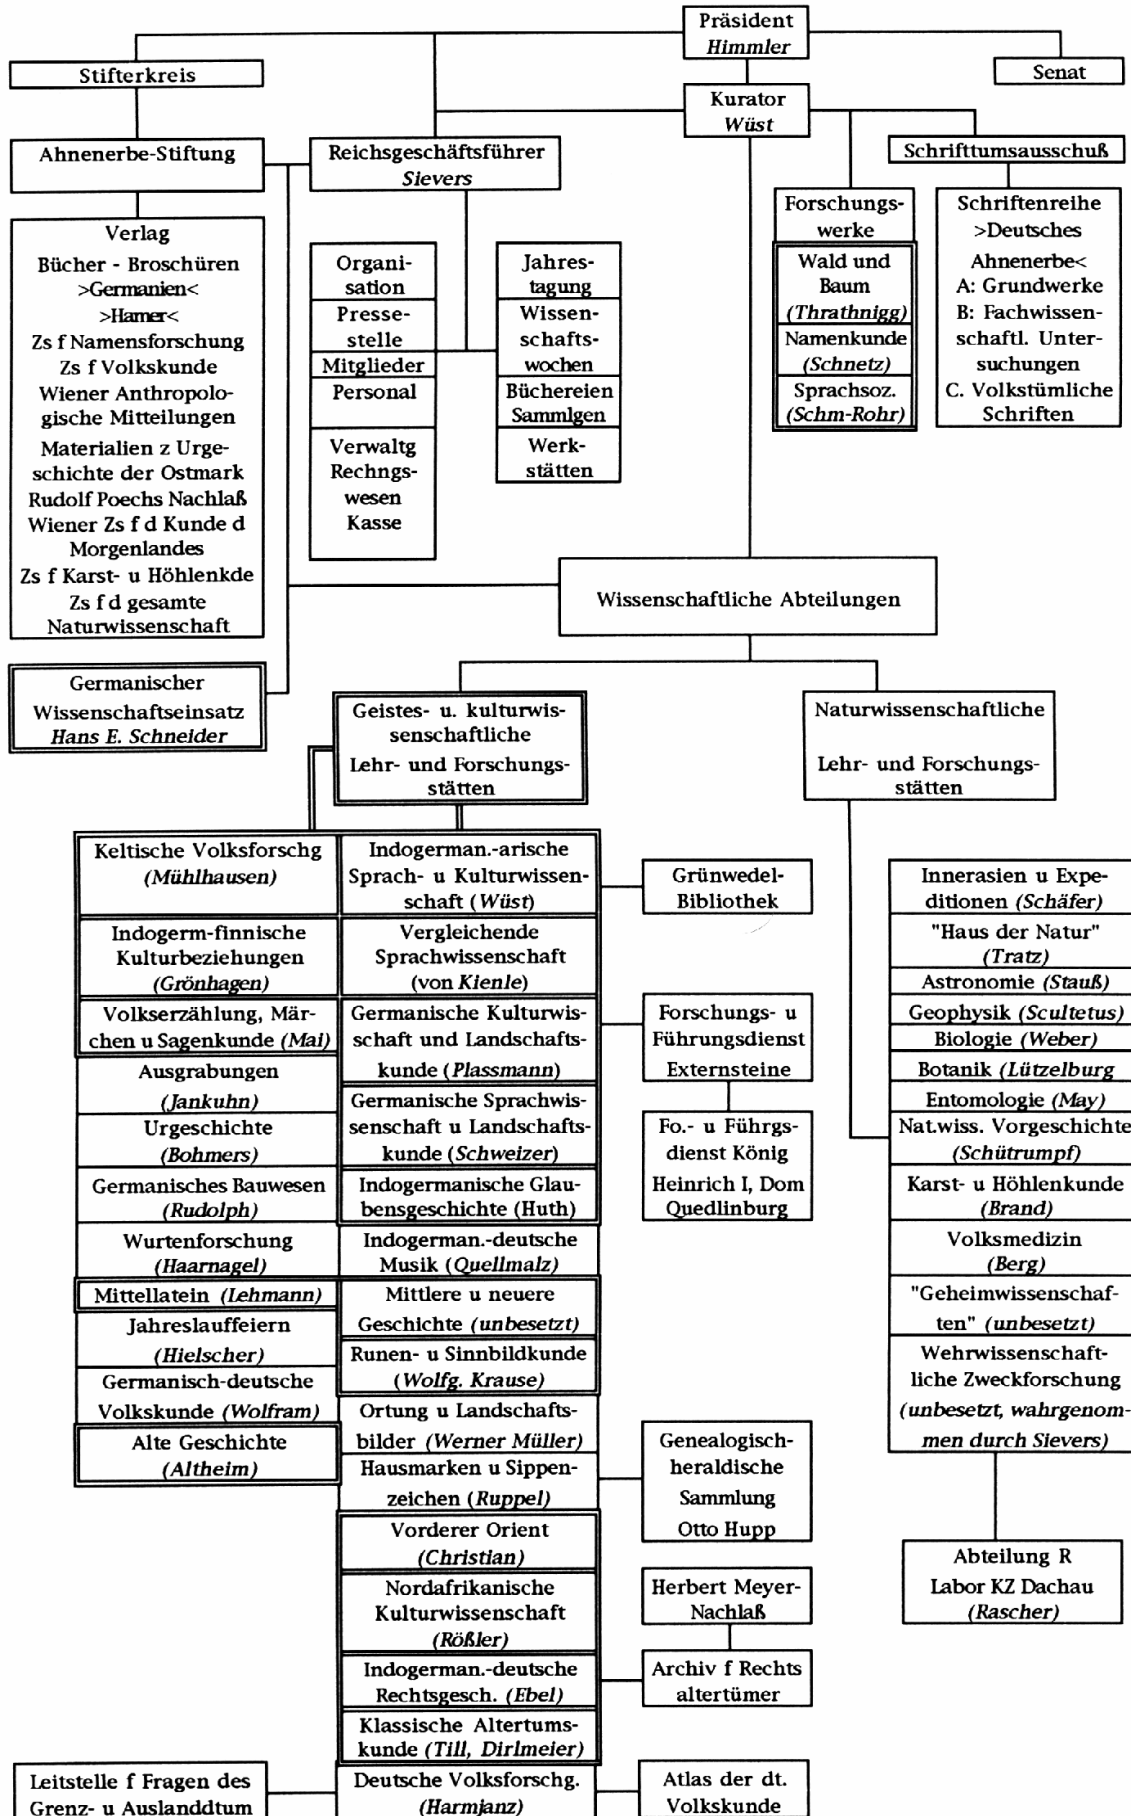 Präsident
Himmler
Stifterkreis
Senat
Kurator
Wüst
Ahnenerbe-Stiftung
Reichsgeschäftsführer
Sievers
Schrifttumsausschuß
Verlag
Bücher - Broschüren
>Germanien<
>Hamer<
Zs f Namensforschung
Zs f Volkskunde
Wiener Anthropolo-
gische Mitteilungen
Materialien z Urge-
schichte der Ostmark
Rudolf Poechs Nachlaß
Wiener Zs f d Kunde d
Morgenlandes
Zs f Karst- u Höhlenkde
Zs f d gesamte
Naturwissenschaft
Organi-
sation
Presse-
stelle
Mitglieder
Personal
Verwaltg
Rechngs-
wesen
Kasse
Jahres-
tagung
Wissen-
schafts-
wochen
Büchereien
Sammlgen
Werk-
stätten
Forschungs-
werke
Wald und
Baum
(Thrathnigg)
Namenkunde
(Schnetz)
Sprachsoz.
(Schm-Rohr)
Schriftenreihe
>Deutsches
Ahnenerbe<
A: Grundwerke
B: Fachwissen-
schaftl. Unter-
suchungen
C. Volkstümliche
Schriften
Wissenschaftliche Abteilungen
Germanischer
Wissenschaftseinsatz
Hans E. Schneider
Geistes- u. kulturwis-
senschaftliche
Lehr- und Forschungs-
stätten
Naturwissenschaftliche
Lehr- und Forschungs-
stätten
Keltische Volksforschg
(Mühlhausen)
Indogerm-finnische
Kulturbeziehungen
(Grönhagen)
Volkserzählung, Mär-
chen u Sagenkunde (Mai)
Ausgrabungen
(Jankuhn)
Urgeschichte
(Bohmers)
Germanisches Bauwesen
(Rudolph)
Wurtenforschung
(Haarnagel)
Mittellatein (Lehmann)
Jahreslauffeiern
(Hielscher)
Germanisch-deutsche
Volkskunde (Wolfram)
Alte Geschichte
(Altheim)
Indogerman.-arische
Sprach- u Kulturwissen-
schaft (Wüst)
Vergleichende
Sprachwissenschaft
(von Kienle)
Germanische Kulturwis-
schaft und Landschafts-
kunde (Plassmann)
Germanische Sprachwis-
senschaft u Landschafts-
kunde (Schweizer)
Indogermanische Glau-
bensgeschichte (Huth)
Indogerman.-deutsche
Musik (Quellmalz)
Mittlere u neuere
Geschichte (unbesetzt)
Runen- u Sinnbildkunde
(Wolfg. Krause)
Ortung u Landschafts-
bilder (Werner Müller)
Hausmarken u Sippen-
zeichen (Ruppel)
Vorderer Orient
(Christian)
Nordafrikanische
Kulturwissenschaft
(Rößler)
Indogerman.-deutsche
Rechtsgesch. (Ebel)
Klassische Altertums-
kunde (Till, Dirlmeier)
Deutsche Volksforschg.
(Harmjanz)
Grünwedel-
Bibliothek
Forschungs- u
Führungsdienst
Externsteine
Fo.- u Führgs-
dienst König
Heinrich I, Dom
Quedlinburg
Genealogisch-
heraldische
Sammlung
Otto Hupp
Herbert Meyer-
Nachlaß
Archiv f Rechts
altertümer
Atlas der dt.
Volkskunde
Leitstelle f Fragen des
Grenz- u Auslanddtum
Innerasien u Expe-
ditionen (Schäfer)
"Haus der Natur"
(Tratz)
Astronomie (Stauß)
Geophysik (Scultetus)
Biologie (Weber)
Botanik (Lützelburg
Entomologie (May)
Nat.wiss. Vorgeschichte
(Schütrumpf)
Karst- u Höhlenkunde
(Brand)
Volksmedizin
(Berg)
"Geheimwissenschaf-
ten" (unbesetzt)
Wehrwissenschaft-
liche Zweckforschung
(unbesetzt, wahrgenom-
men durch Sievers)
Abteilung R
Labor KZ Dachau
(Rascher)